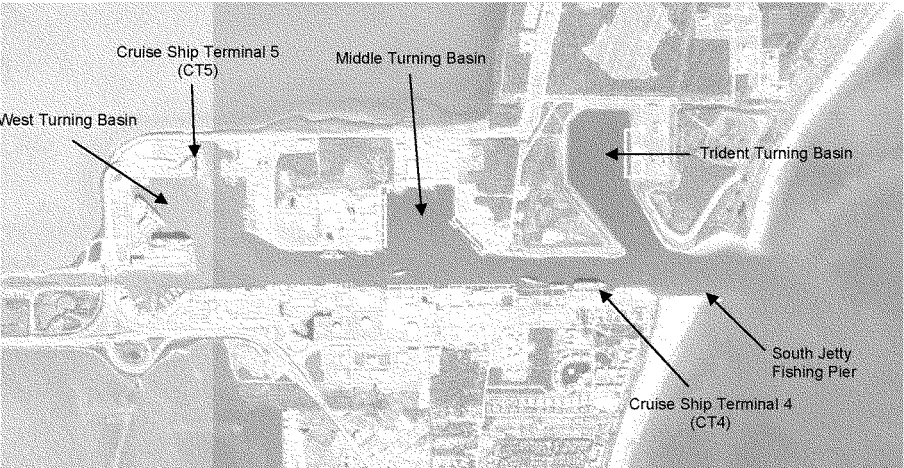 Cruise Ship Terminal 5
(CT5)
Middle Turning Basin
West Turning Basin
Trident Turning Basin
South Jetty
Fishing Pier
Cruise Ship Terminal 4
(CT4)